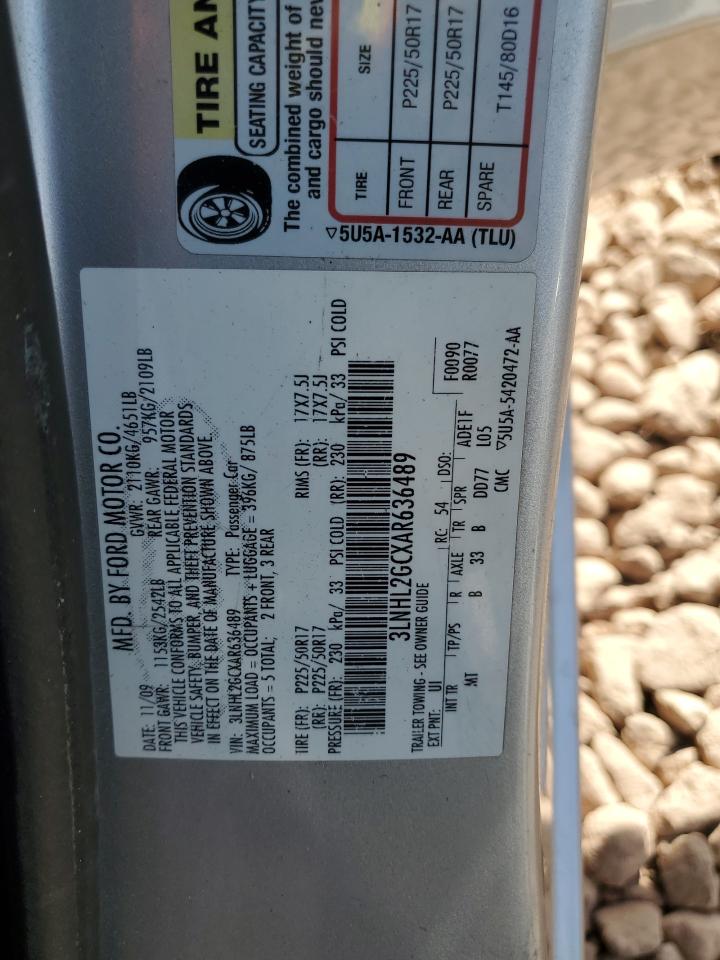 MFD. BY FORD MOTOR CO.
DATE: 11/09 GVWR: 2110KG/4651LB
FRONT GAWR: 1153KG/2542LB REAR GAWR: 957KG/2109LB
THIS VEHICLE CONFORMS TO ALL APPLICABLE FEDERAL MOTOR
VEHICLE SAFETY, BUMPER, AND THEFT PREVENTION STANDARDS
IN EFFECT ON THE DATE OF MANUFACTURE SHOWN ABOVE.
VIN: 3LNHL2GCXAR636489 TYPE: Passenger Car
MAXIMUM LOAD = OCCUPANTS + LUGGAGE = 396KG/ 875LB
OCCUPANTS = 5 TOTAL; 2 FRONT, 3 REAR
TIRE (FR): P225/50R17 RIMS (FR): 17X7.5J
(RR): P225/50R17 (RR): 17X7.5J
PRESSURE (FR): 230 kPa/ 33 PSI COLD (RR): 230 kPa/ 33 PSI COLD
3LNHL2GCXAR636489
TRAILER TOWING - SEE OWNER GUIDE
F0090
R0077
EXT PNT: UI RC: 54 DSO:
INT TR TP/PS R AXLE TR SPR ADE1F
MT B 33 B DD77 L05
CMC ▽5U5A-5420472-AA
TIRE AN
SEATING CAPACITY
The combined weight of
and cargo should nev
TIRE SIZE
FRONT P225/50R17
REAR P225/50R17
SPARE T145/80D16
▽5U5A-1532-AA (TLU)